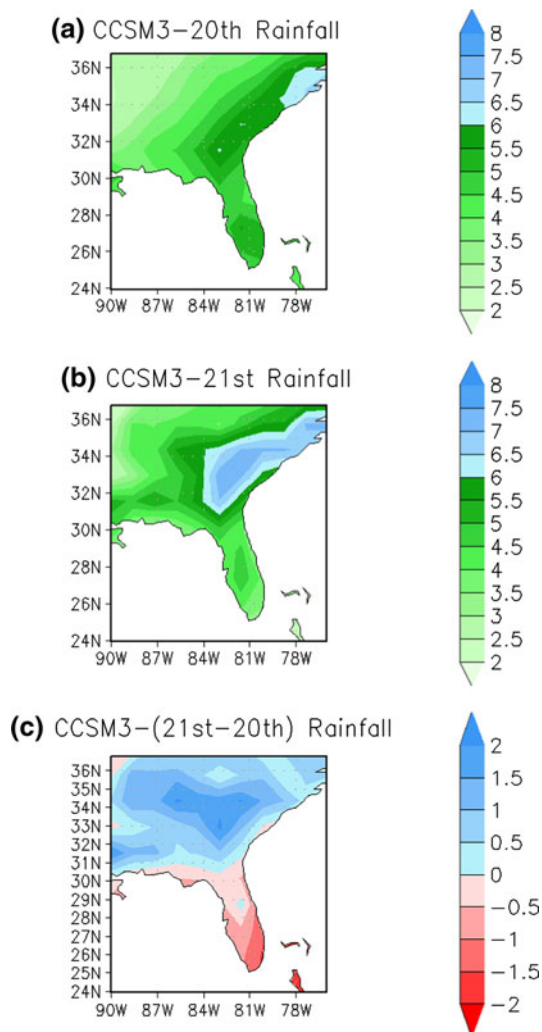 (a) CCSM3-20th Rainfall
36N
34N
32N
30N
28N
26N
24N
90W 87W 84W 81W 78W
8
7.5
7
6.5
6
5.5
5
4.5
4
3.5
3
2.5
2
(b) CCSM3-21st Rainfall
36N
34N
32N
30N
28N
26N
24N
90W 87W 84W 81W 78W
8
7.5
7
6.5
6
5.5
5
4.5
4
3.5
3
2.5
2
(c) CCSM3-(21st-20th) Rainfall
36N
35N
34N
33N
32N
31N
30N
29N
28N
27N
26N
25N
24N
90W 87W 84W 81W 78W
2
1.5
1
0.5
0
-0.5
-1
-1.5
-2